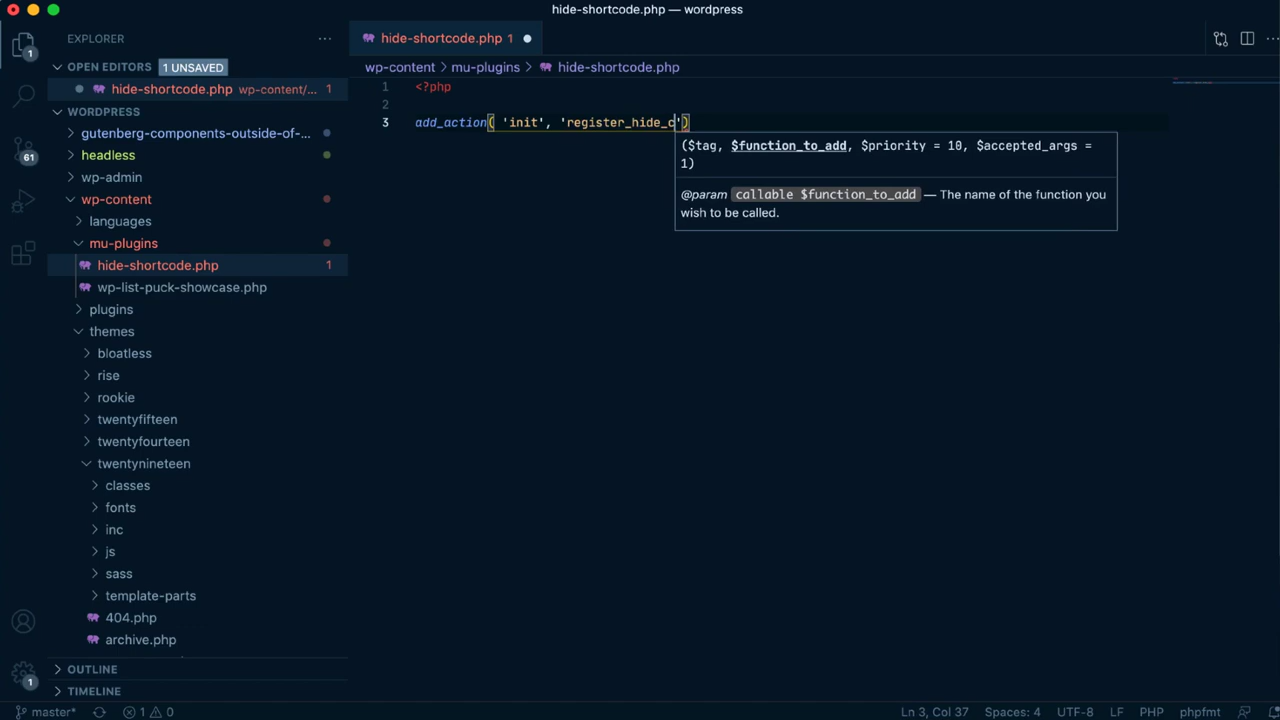 hide-shortcode.php — wordpress
EXPLORER
OPEN EDITORS 1 UNSAVED
hide-shortcode.php wp-content/... 1
WORDPRESS
gutenberg-components-outside-of-...
headless
wp-admin
wp-content
languages
mu-plugins
hide-shortcode.php 1
wp-list-puck-showcase.php
plugins
themes
bloatless
rise
rookie
twentyfifteen
twentyfourteen
twentynineteen
classes
fonts
inc
js
sass
template-parts
404.php
archive.php
OUTLINE
TIMELINE
1
61
1
hide-shortcode.php 1
wp-content > mu-plugins > hide-shortcode.php
1 <?php
2
3 add_action( 'init', 'register_hide_c')
($tag, $function_to_add, $priority = 10, $accepted_args =
1)
@param callable $function_to_add — The name of the function you
wish to be called.
master* 1 0 Ln 3, Col 37 Spaces: 4 UTF-8 LF PHP phpfmt